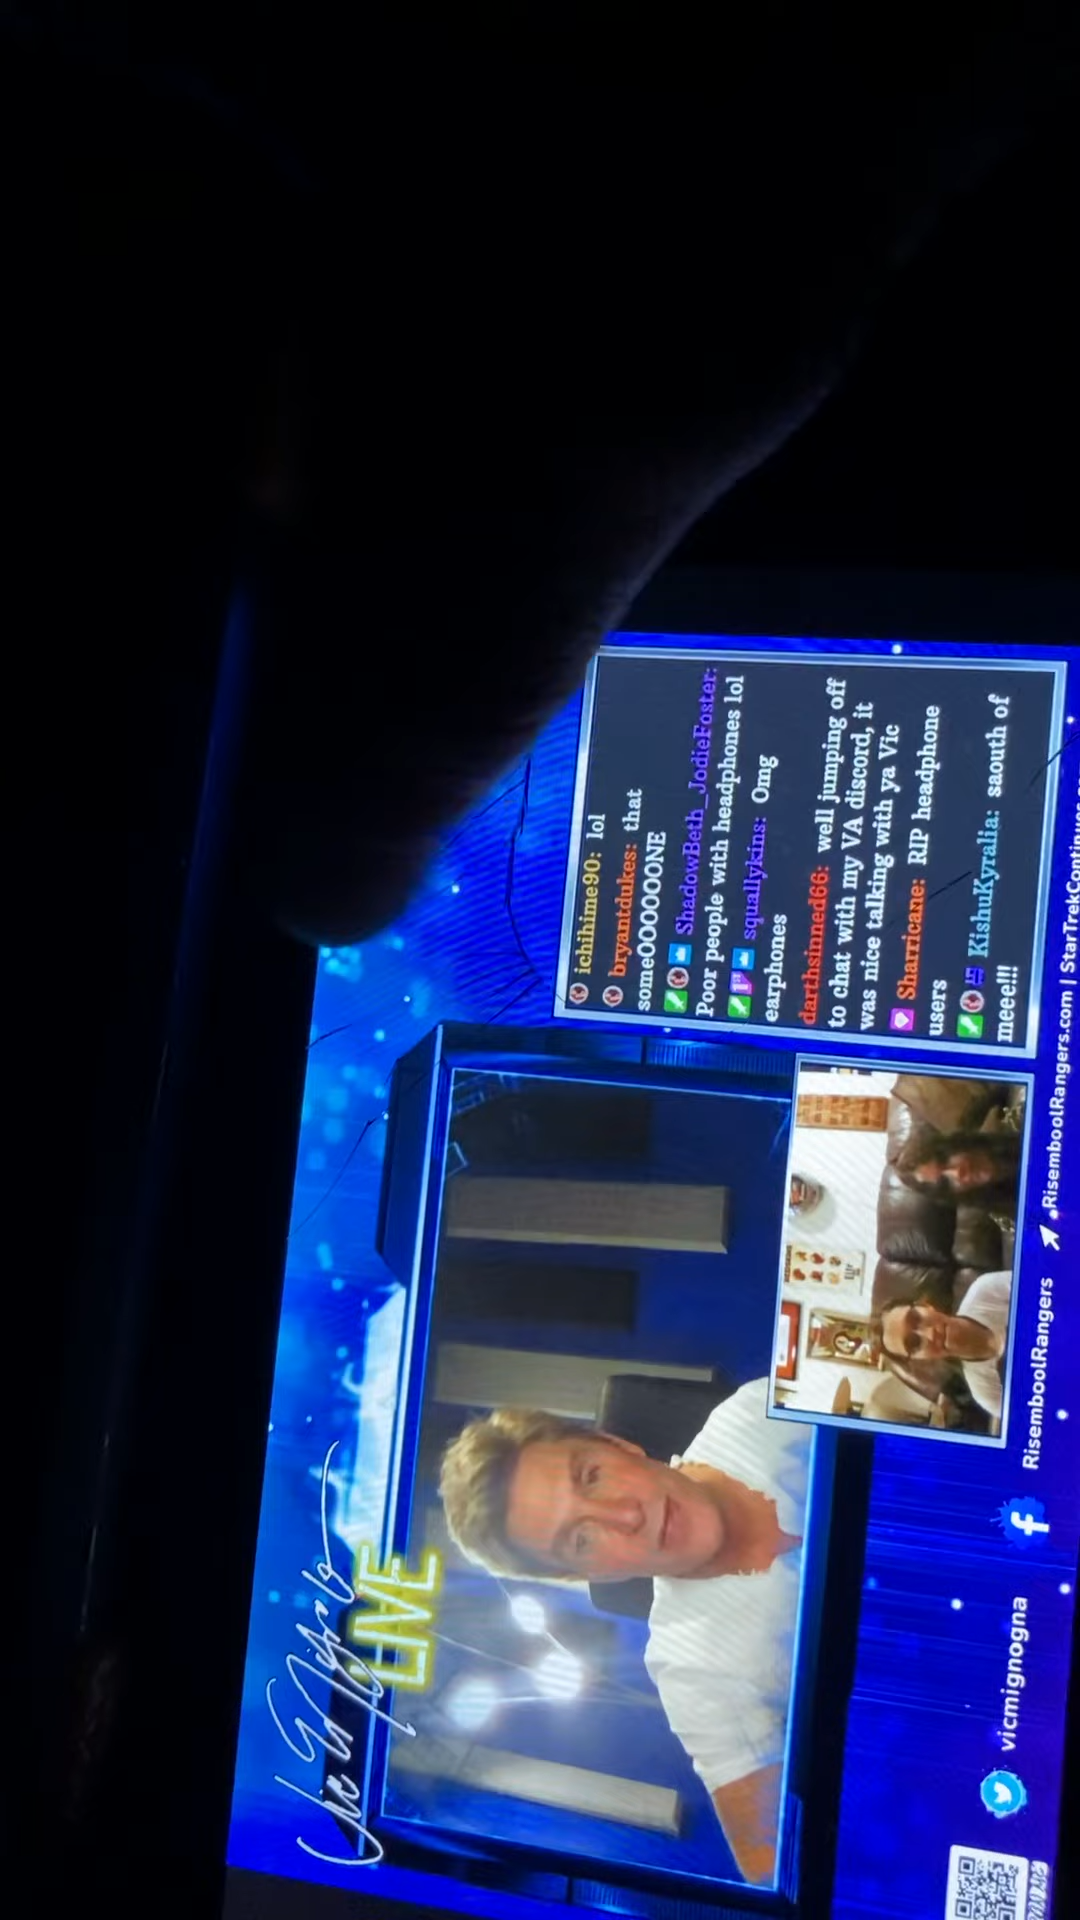 Vic Mignogna
LIVE
ichihime90: lol
bryantdukes: that
someOOOOOOONE
ShadowBeth_JodieFoster:
Poor people with headphones lol
squallykins: Omg
earphones
darthsinned66: well jumping off
to chat with my VA discord, it
was nice talking with ya Vic
Sharricane: RIP headphone
users
KishuKyralia: saouth of
meee!!!
vicmignogna
RisemboolRangers
RisemboolRangers.com | StarTrekContinues